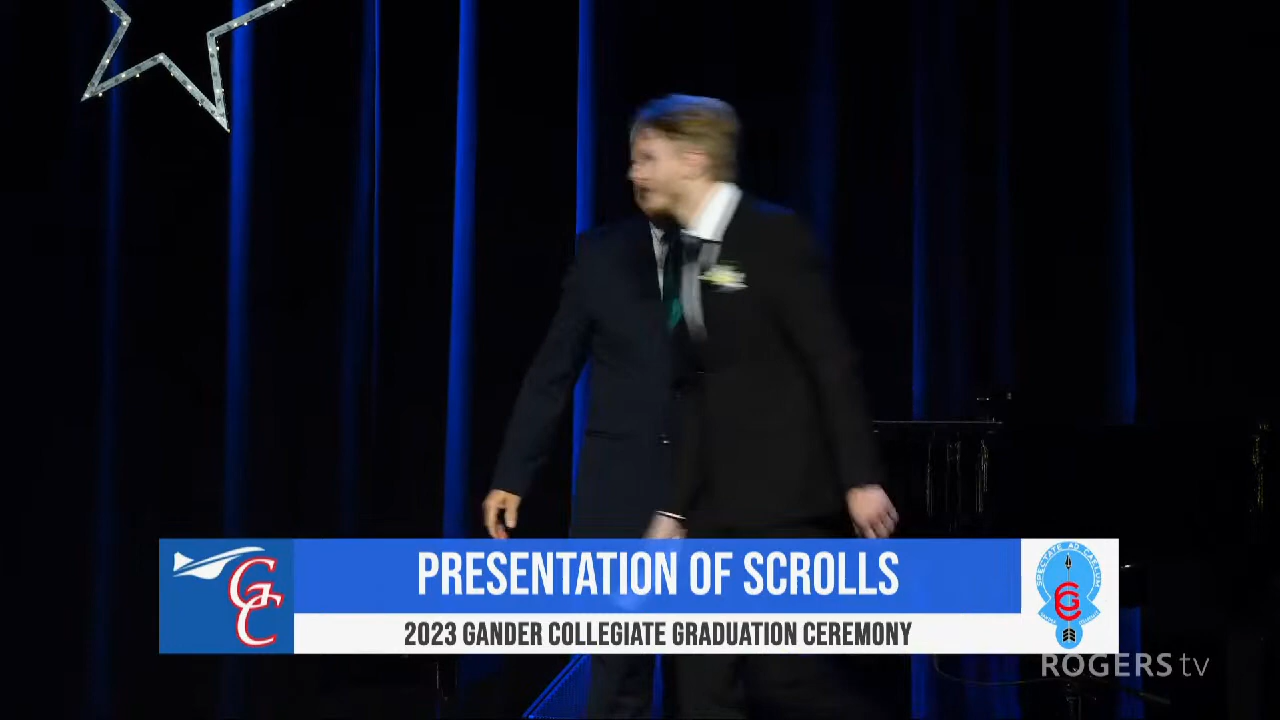 GC
PRESENTATION OF SCROLLS
2023 GANDER COLLEGIATE GRADUATION CEREMONY
SPECTATE AD CAELUM
GC
ROGERS tv